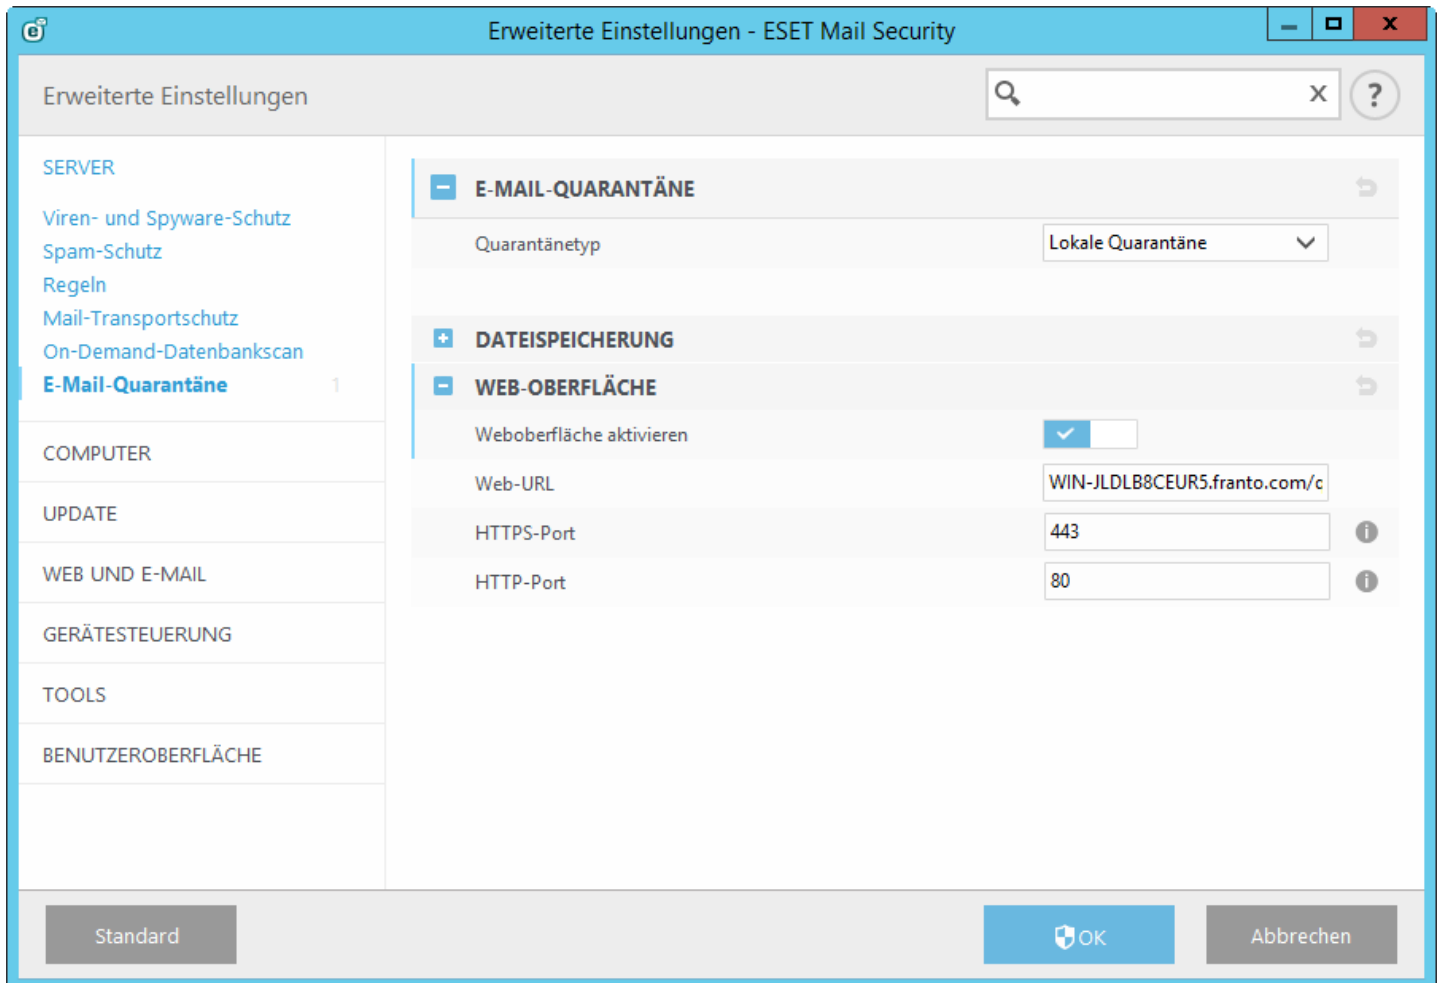 Erweiterte Einstellungen - ESET Mail Security
Erweiterte Einstellungen
SERVER
Viren- und Spyware-Schutz
Spam-Schutz
Regeln
Mail-Transportschutz
On-Demand-Datenbankscan
E-Mail-Quarantäne 1
COMPUTER
UPDATE
WEB UND E-MAIL
GERÄTESTEUERUNG
TOOLS
BENUTZEROBERFLÄCHE
E-MAIL-QUARANTÄNE
Quarantänetyp Lokale Quarantäne
DATEISPEICHERUNG
WEB-OBERFLÄCHE
Weboberfläche aktivieren
Web-URL WIN-JLDLB8CEUR5.franto.com/c
HTTPS-Port 443
HTTP-Port 80
Standard
OK
Abbrechen